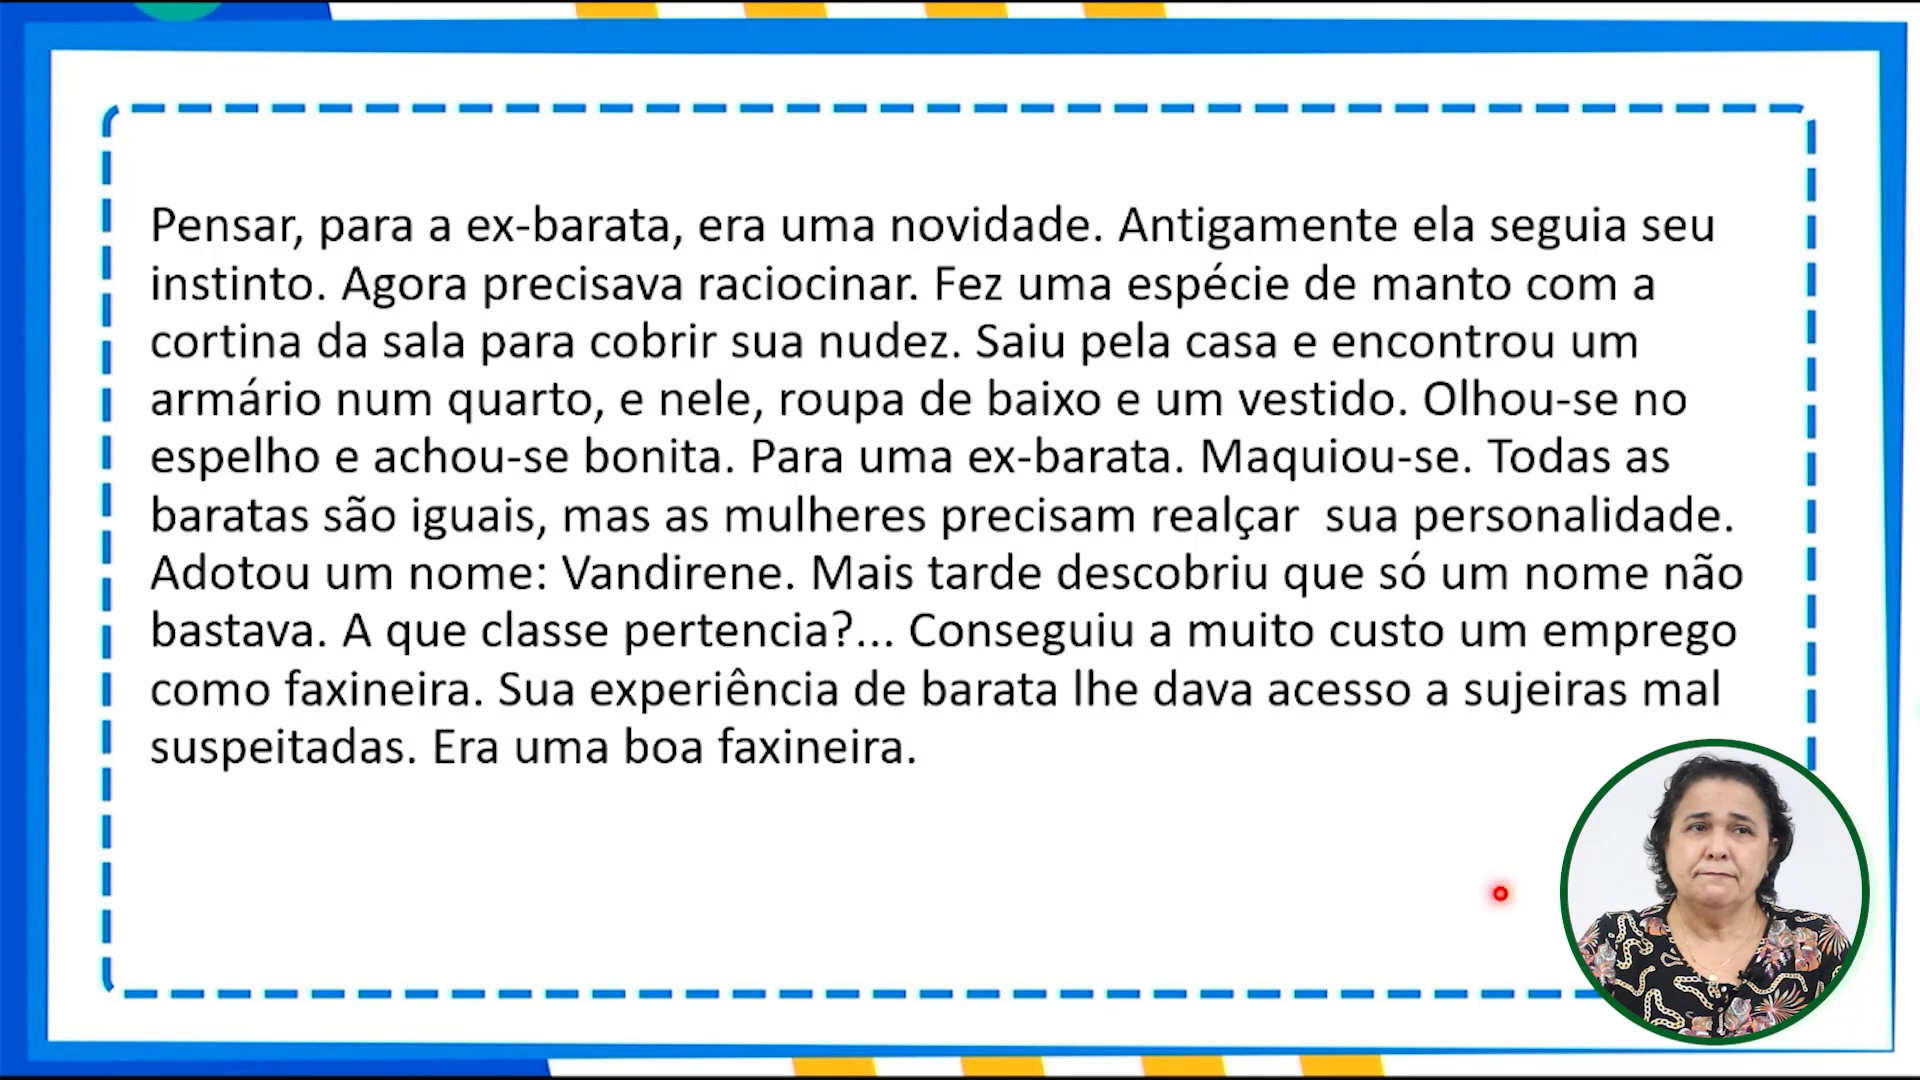 Pensar, para a ex-barata, era uma novidade. Antigamente ela seguia seu
instinto. Agora precisava raciocinar. Fez uma espécie de manto com a
cortina da sala para cobrir sua nudez. Saiu pela casa e encontrou um
armário num quarto, e nele, roupa de baixo e um vestido. Olhou-se no
espelho e achou-se bonita. Para uma ex-barata. Maquiou-se. Todas as
baratas são iguais, mas as mulheres precisam realçar  sua personalidade.
Adotou um nome: Vandirene. Mais tarde descobriu que só um nome não
bastava. A que classe pertencia?... Conseguiu a muito custo um emprego
como faxineira. Sua experiência de barata lhe dava acesso a sujeiras mal
suspeitadas. Era uma boa faxineira.